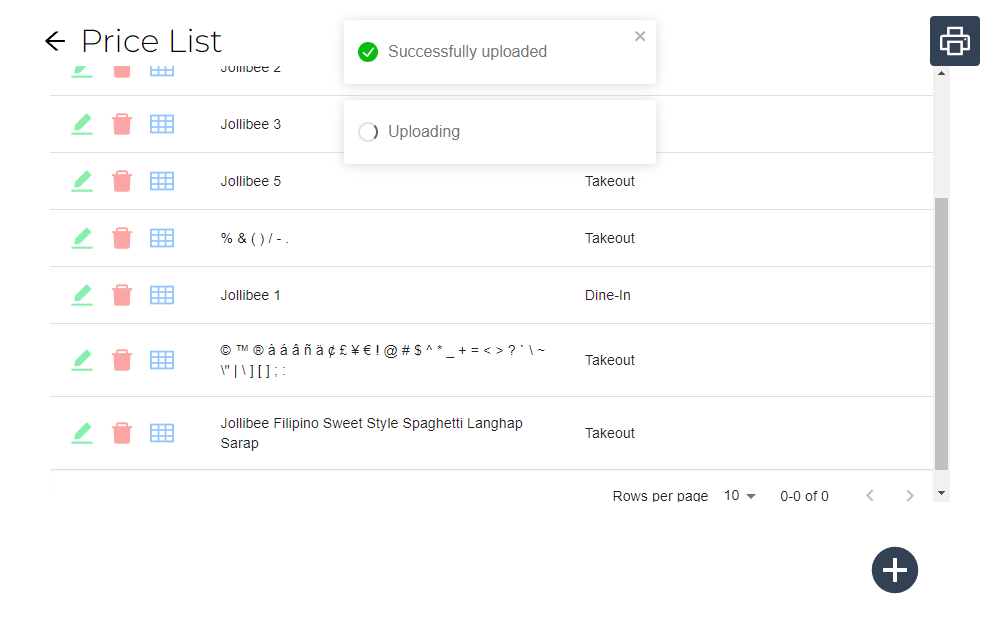 Price List
Successfully uploaded
Uploading
Jollibee 2
Jollibee 3
Jollibee 5 Takeout
% & ( ) / - . Takeout
Jollibee 1 Dine-In
© ™ ® à á â ñ ä ¢ £ ¥ € ! @ # $ ^ * _ + = < > ? ` \ ~
\" | \ ] [ ] ; :
Takeout
Jollibee Filipino Sweet Style Spaghetti Langhap
Sarap
Takeout
Rows per page 10 0-0 of 0